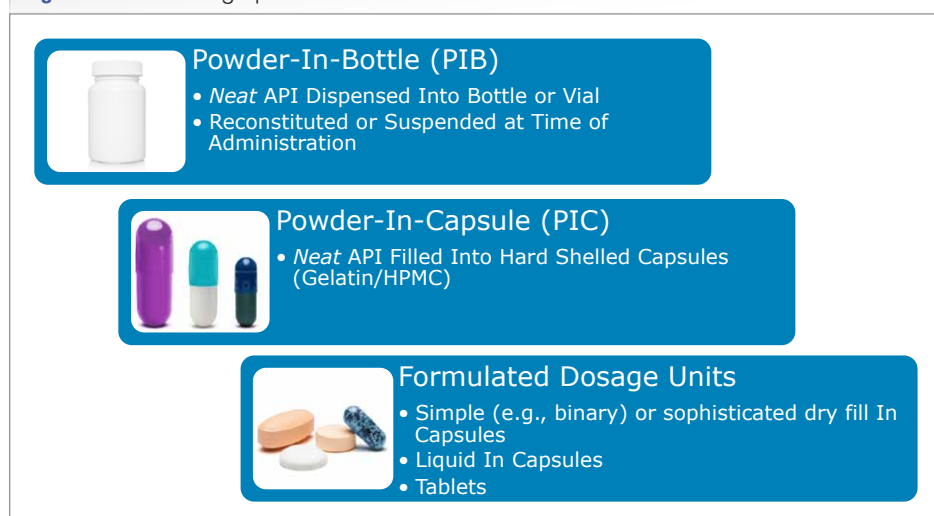 Powder-In-Bottle (PIB)
• Neat API Dispensed Into Bottle or Vial
• Reconstituted or Suspended at Time of
Administration
Powder-In-Capsule (PIC)
• Neat API Filled Into Hard Shelled Capsules
(Gelatin/HPMC)
Formulated Dosage Units
• Simple (e.g., binary) or sophisticated dry fill In
Capsules
• Liquid In Capsules
• Tablets